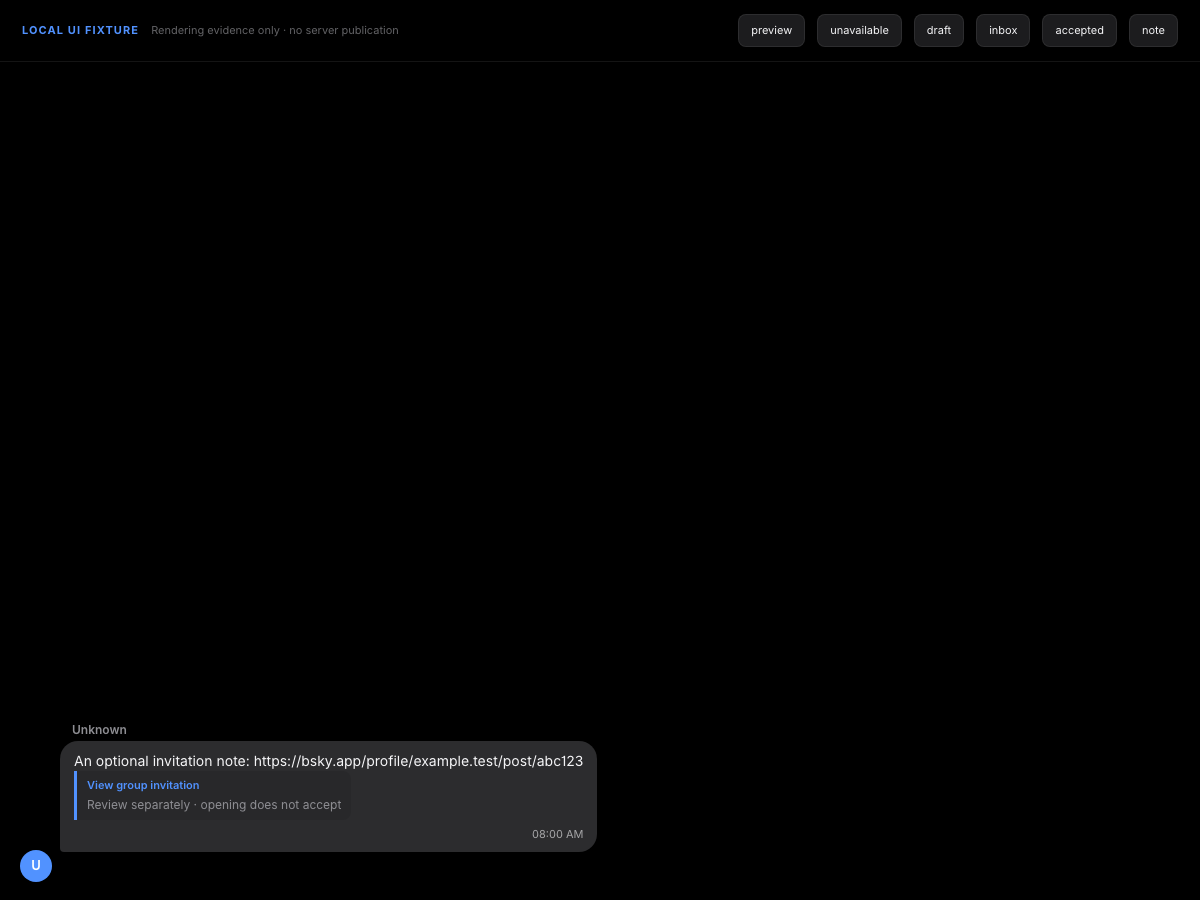 LOCAL UI FIXTURE Rendering evidence only · no server publication preview unavailable draft inbox accepted note
Unknown
An optional invitation note: https://bsky.app/profile/example.test/post/abc123
View group invitation
Review separately · opening does not accept
08:00 AM
U